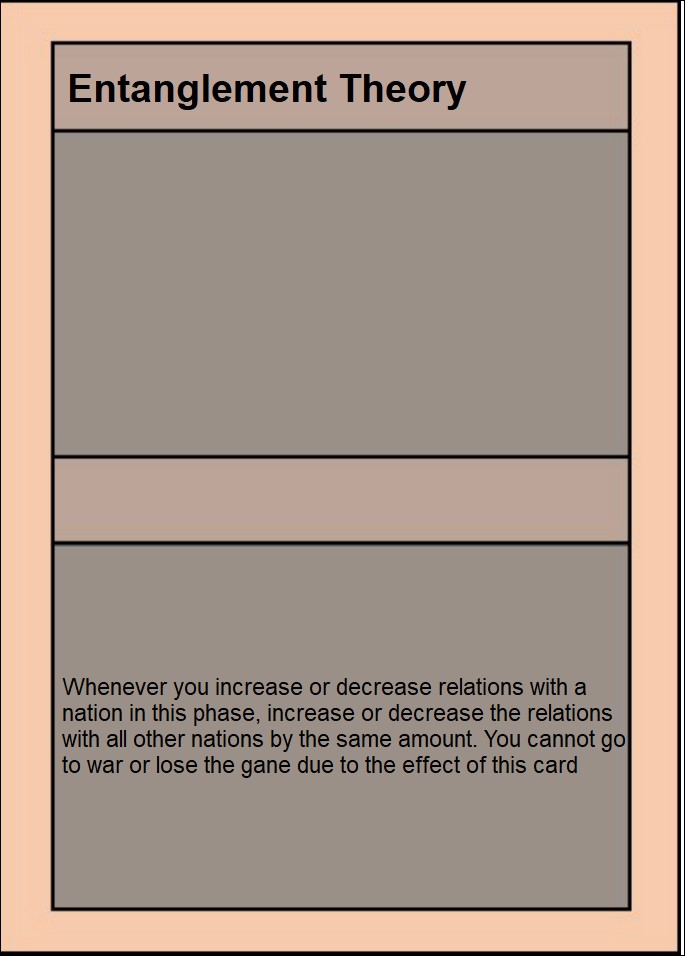 Entanglement Theory
Whenever you increase or decrease relations with a
nation in this phase, increase or decrease the relations
with all other nations by the same amount. You cannot go
to war or lose the gane due to the effect of this card